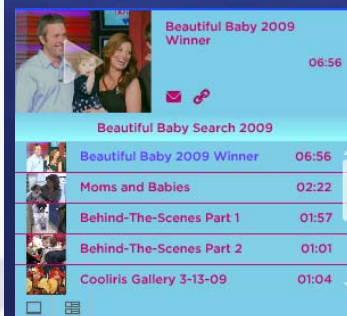 Beautiful Baby 2009
Winner
06:56
Beautiful Baby Search 2009
Beautiful Baby 2009 Winner 06:56
Moms and Babies 02:22
Behind-The-Scenes Part 1 01:57
Behind-The-Scenes Part 2 01:01
Cooliris Gallery 3-13-09 01:04